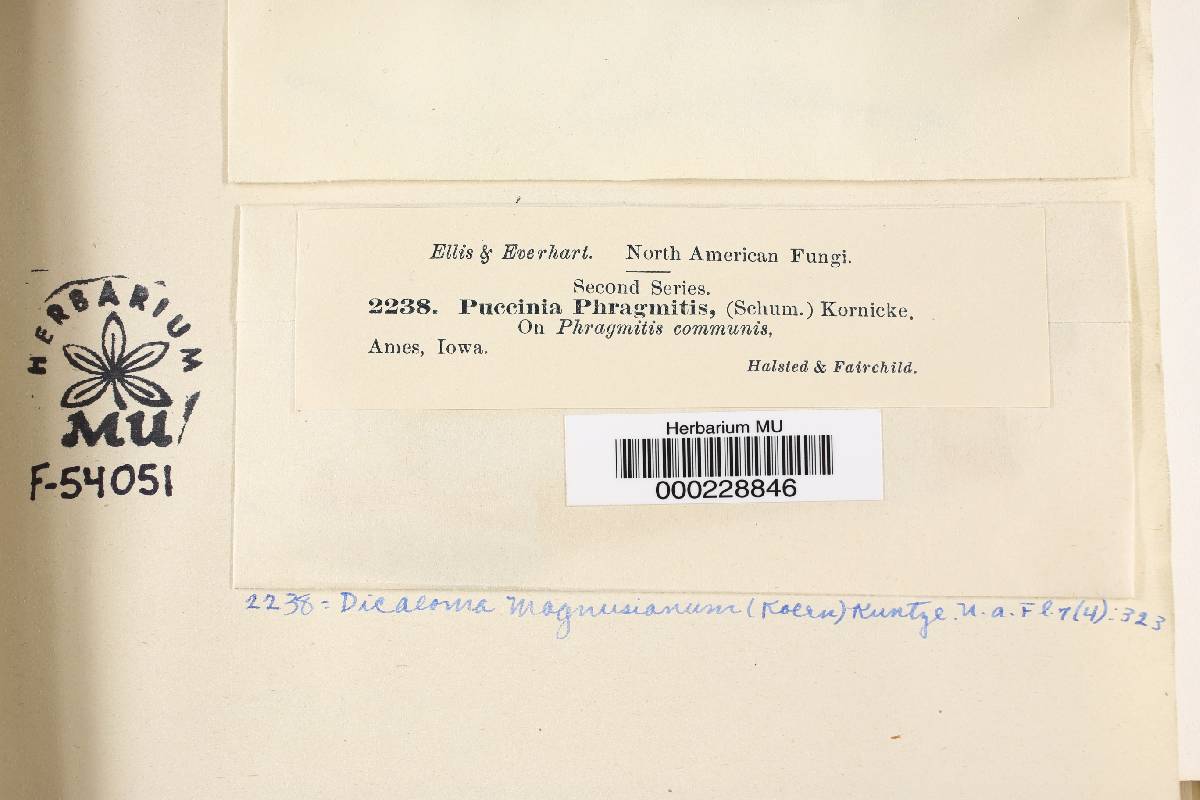 Ellis & Everhart. North American Fungi.
Second Series.
2238. Puccinia Phragmitis, (Schum.) Kornicke.
On Phragmitis communis,
Ames, Iowa.
Halsted & Fairchild.
HERBARIUM
MU
F-54051
Herbarium MU
000228846
2238 = Dicaeoma Magnusianum (Koern) Kuntze. N. a. Fl. 7(4): 323